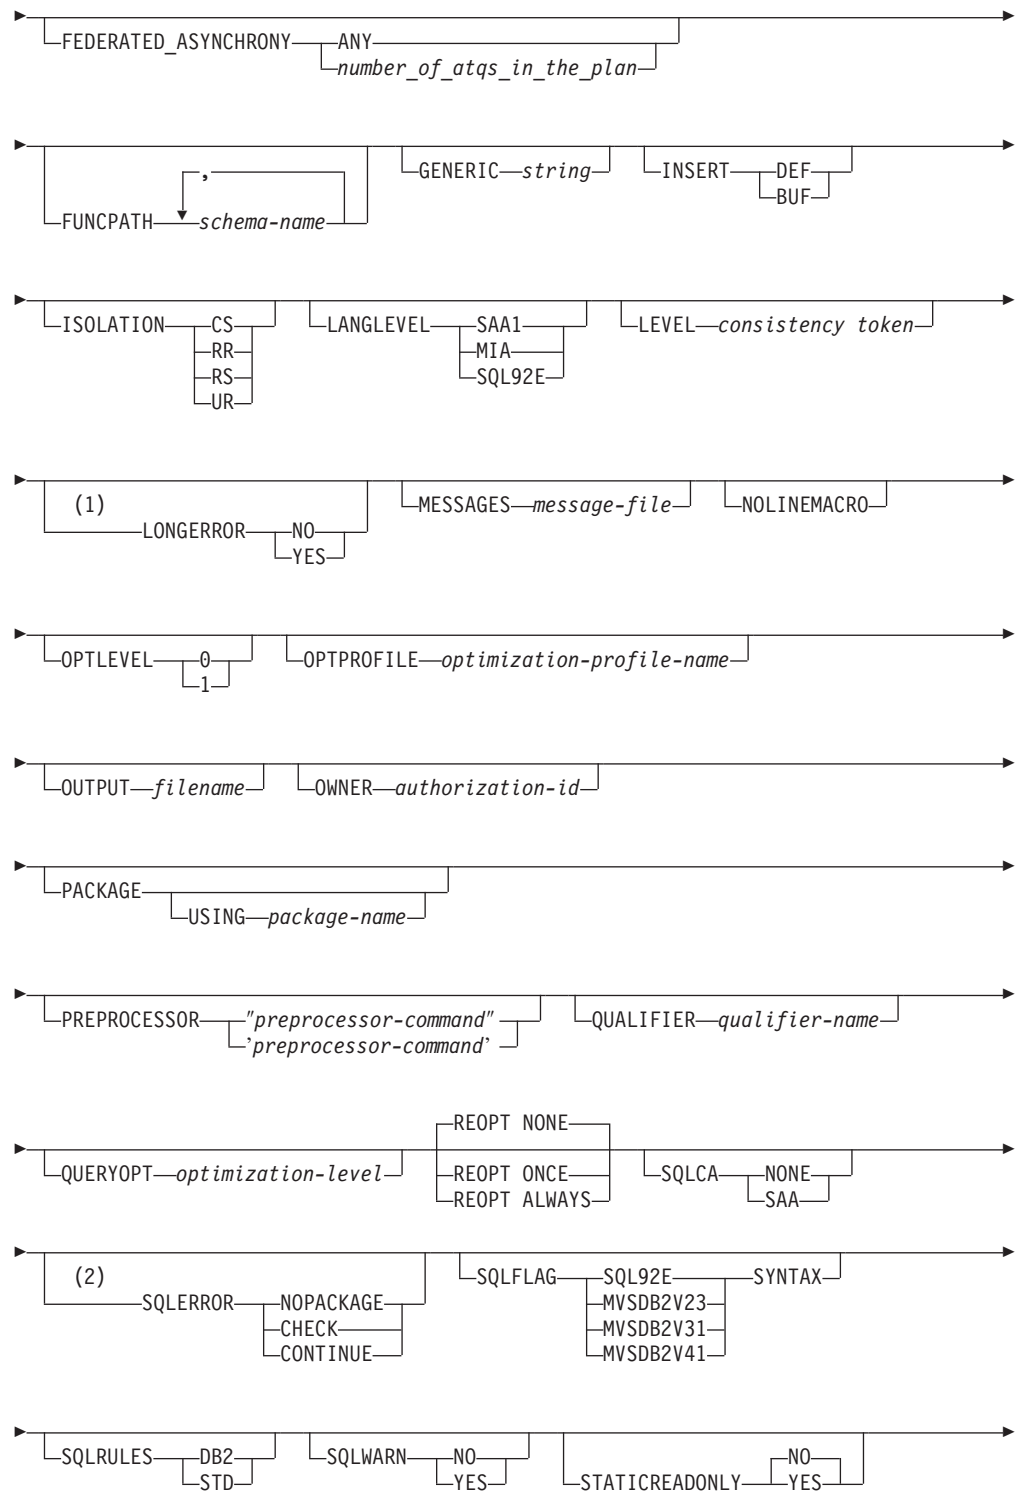 FEDERATED_ASYNCHRONY ANY
number_of_atqs_in_the_plan
,
FUNCPATH schema-name
GENERIC string
INSERT DEF
BUF
ISOLATION CS
RR
RS
UR
LANGLEVEL SAA1
MIA
SQL92E
LEVEL consistency token
(1)
LONGERROR NO
YES
MESSAGES message-file
NOLINEMACRO
OPTLEVEL 0
1
OPTPROFILE optimization-profile-name
OUTPUT filename
OWNER authorization-id
PACKAGE
USING package-name
PREPROCESSOR "preprocessor-command"
'preprocessor-command'
QUALIFIER qualifier-name
QUERYOPT optimization-level
REOPT NONE
REOPT ONCE
REOPT ALWAYS
SQLCA NONE
SAA
(2)
SQLERROR NOPACKAGE
CHECK
CONTINUE
SQLFLAG SQL92E SYNTAX
MVSDB2V23
MVSDB2V31
MVSDB2V41
SQLRULES DB2
STD
SQLWARN NO
YES
NO
STATICREADONLY YES